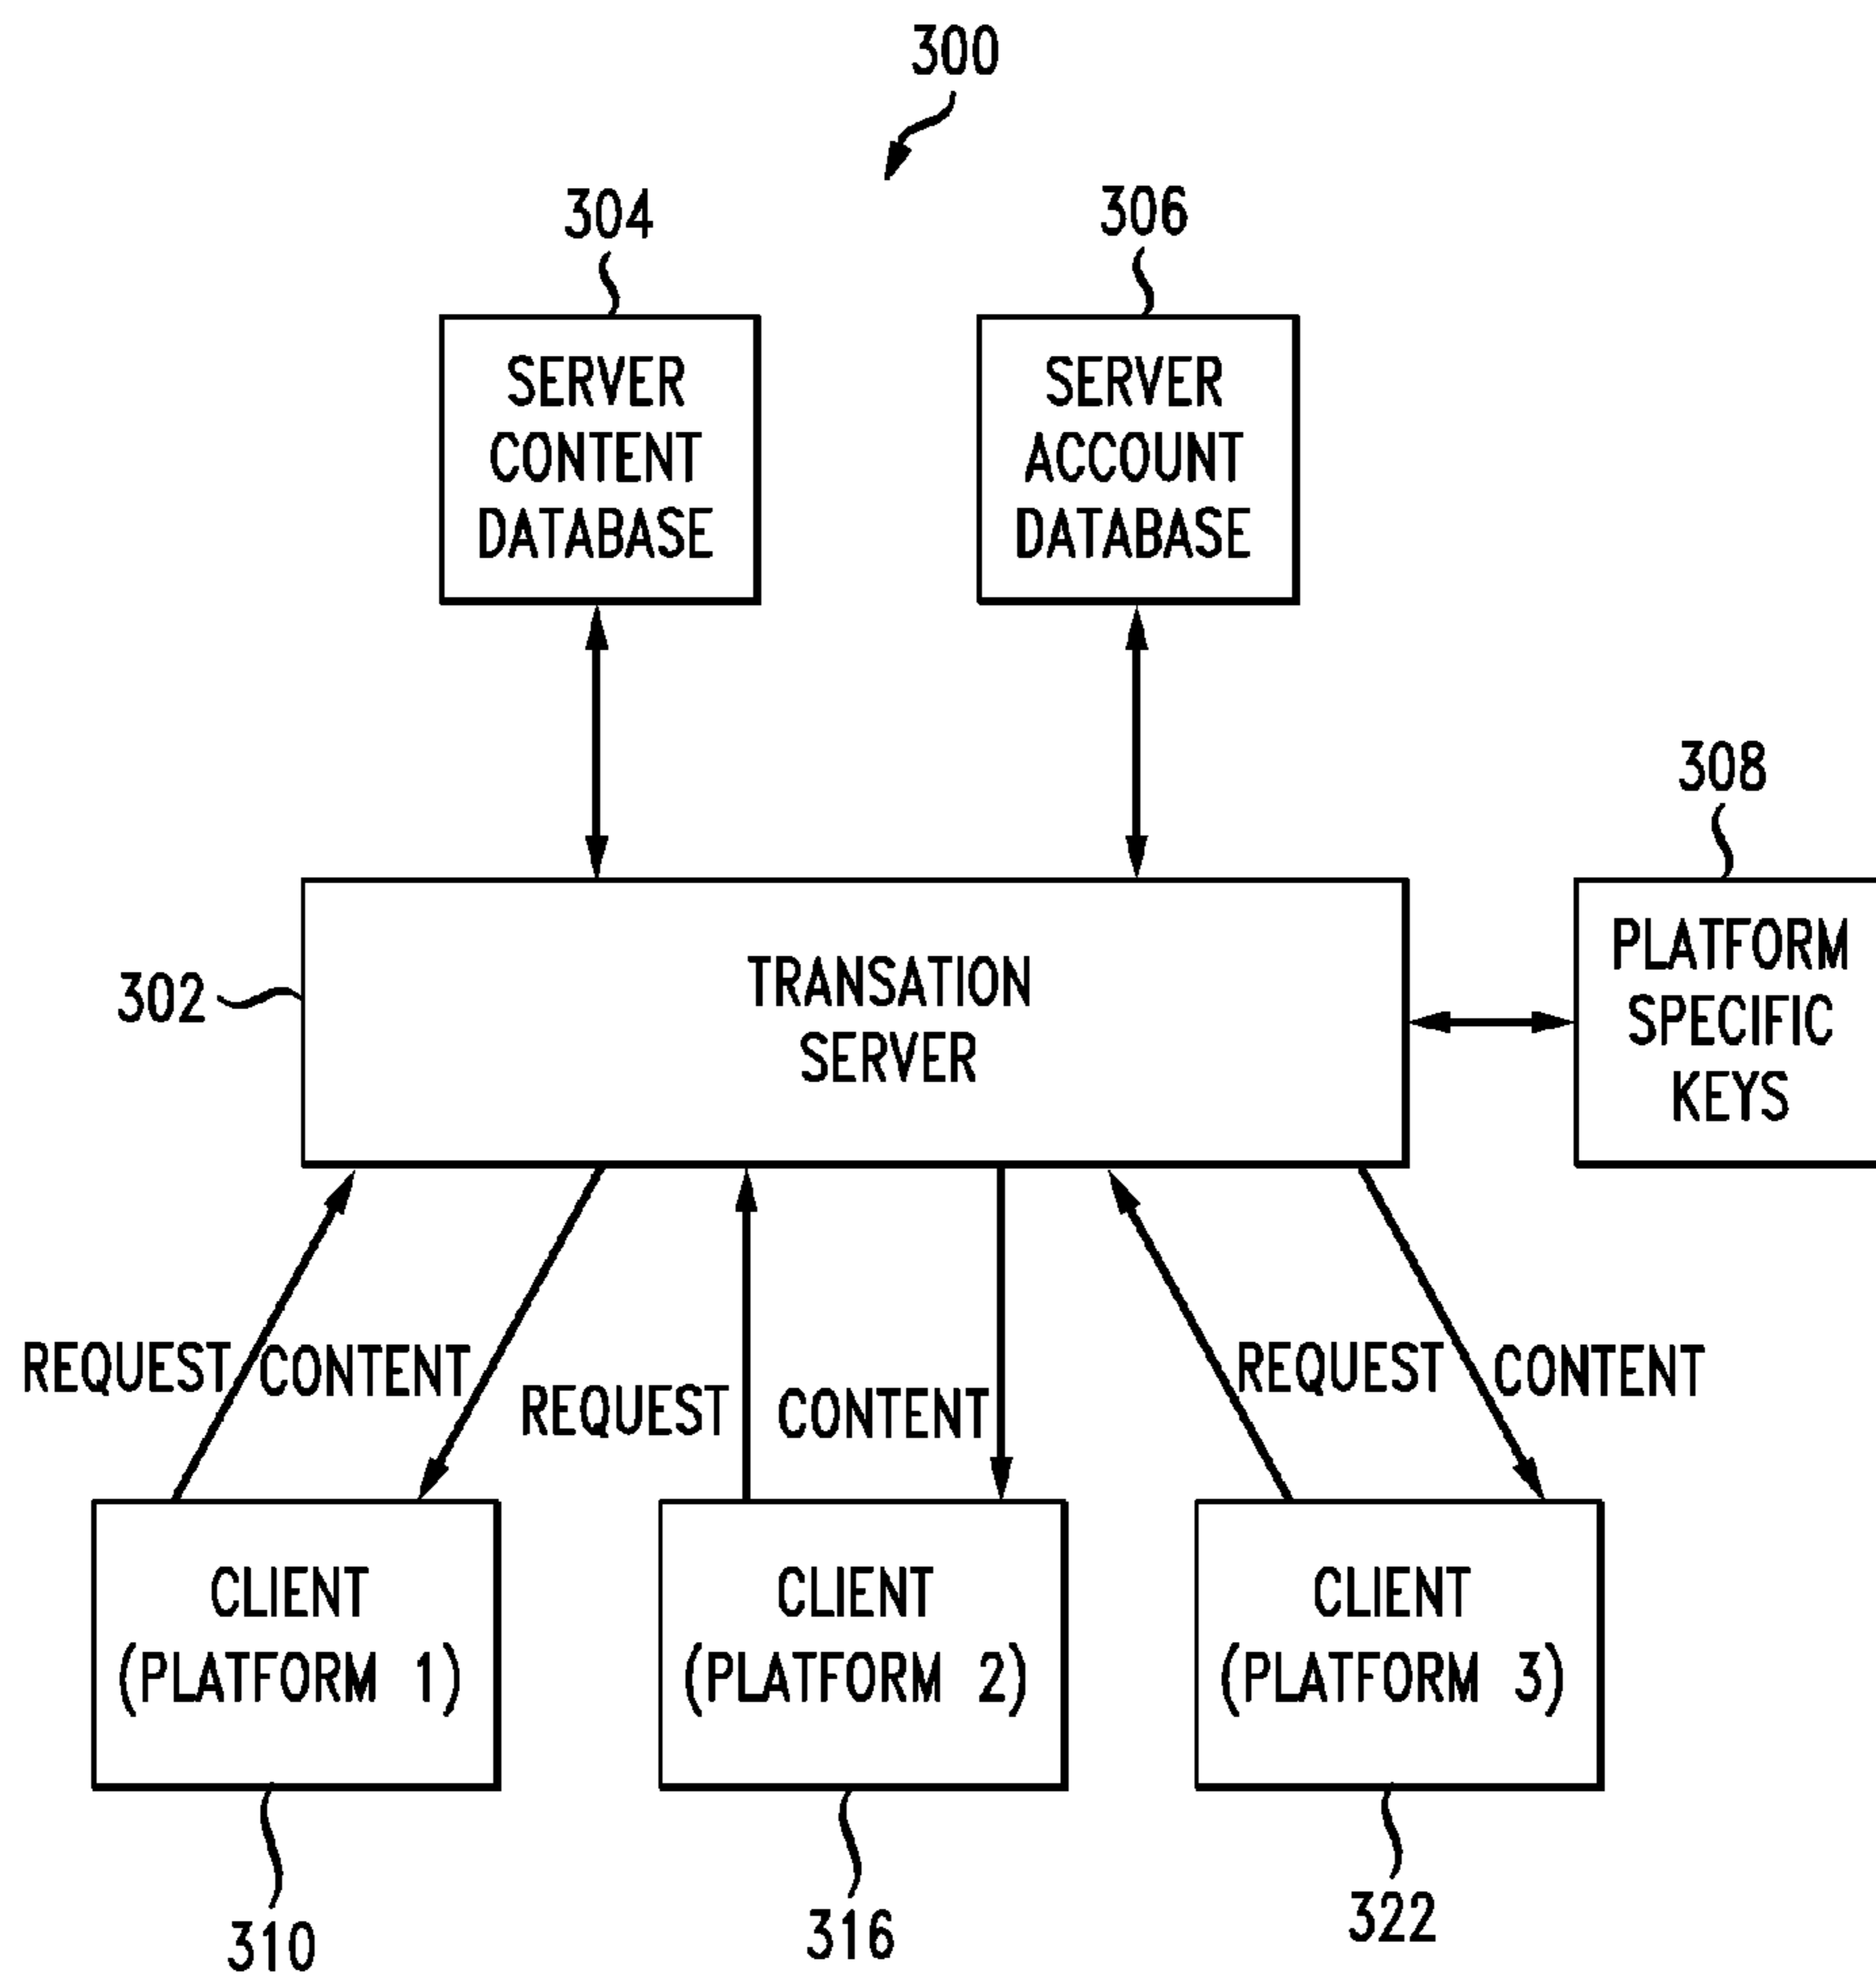 300
304
306
SERVER
CONTENT
DATABASE
SERVER
ACCOUNT
DATABASE
308
302
TRANSATION
SERVER
PLATFORM
SPECIFIC
KEYS
REQUEST
CONTENT
REQUEST
CONTENT
REQUEST
CONTENT
CLIENT
(PLATFORM 1)
CLIENT
(PLATFORM 2)
CLIENT
(PLATFORM 3)
310
316
322